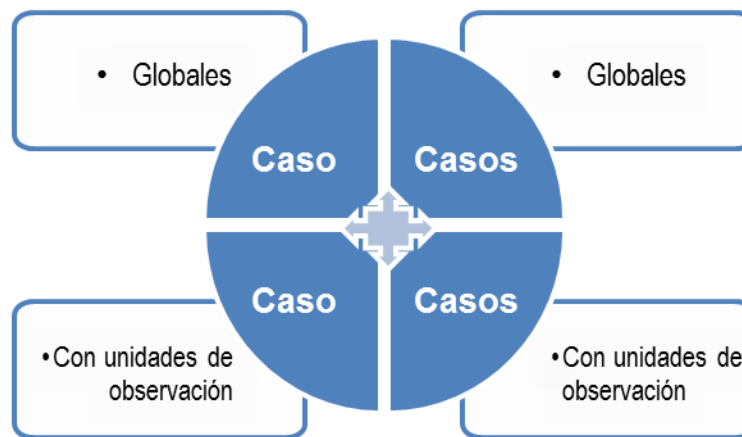 • Globales
• Globales
Caso
Casos
Caso
Casos
• Con unidades de
observación
• Con unidades de
observación